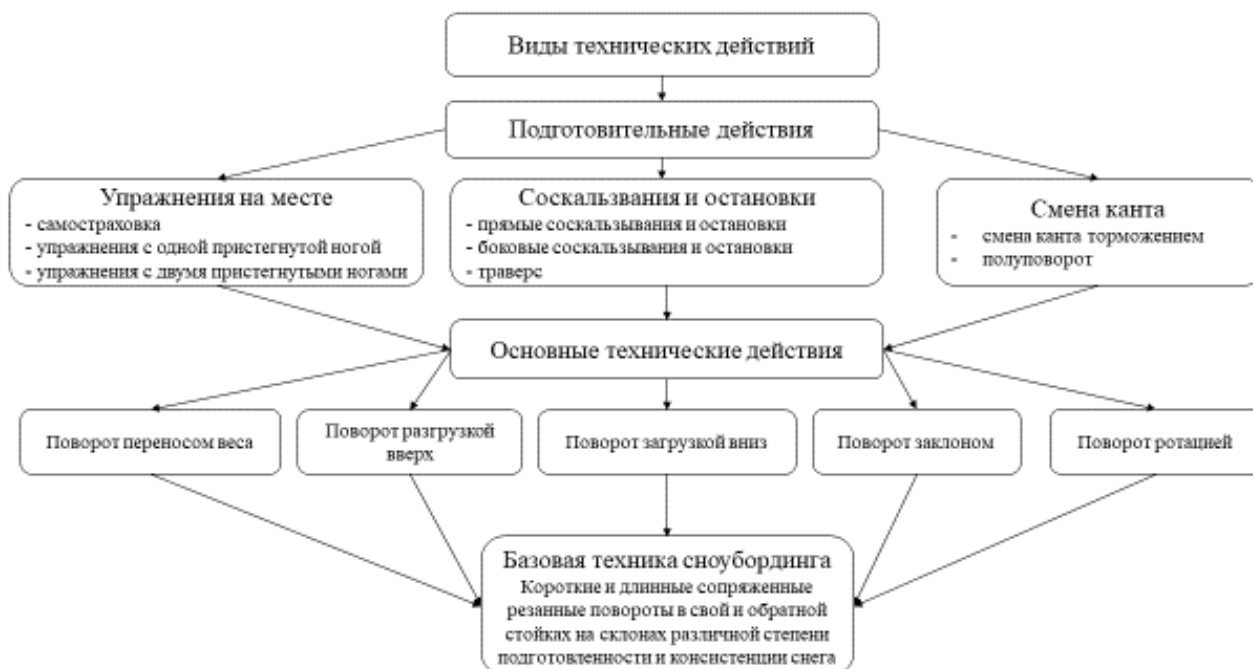 Виды технических действий
Подготовительные действия
Упражнения на месте
- самостраховка
- упражнения с одной пристегнутой ногой
- упражнения с двумя пристегнутыми ногами
Соскальзвания и остановки
- прямые соскальзывания и остановки
- боковые соскальзывания и остановки
- траверс
Смена канта
- смена канта торможением
- полуповорот
Основные технические действия
Поворот переносом веса
Поворот разгрузкой
вверх
Поворот загрузкой вниз
Поворот заклоном
Поворот ротацией
Базовая техника сноубординга
Короткие и длинные сопряженные
резанные повороты в свой и обратной
стойках на склонах различной степени
подготовленности и консистенции снега